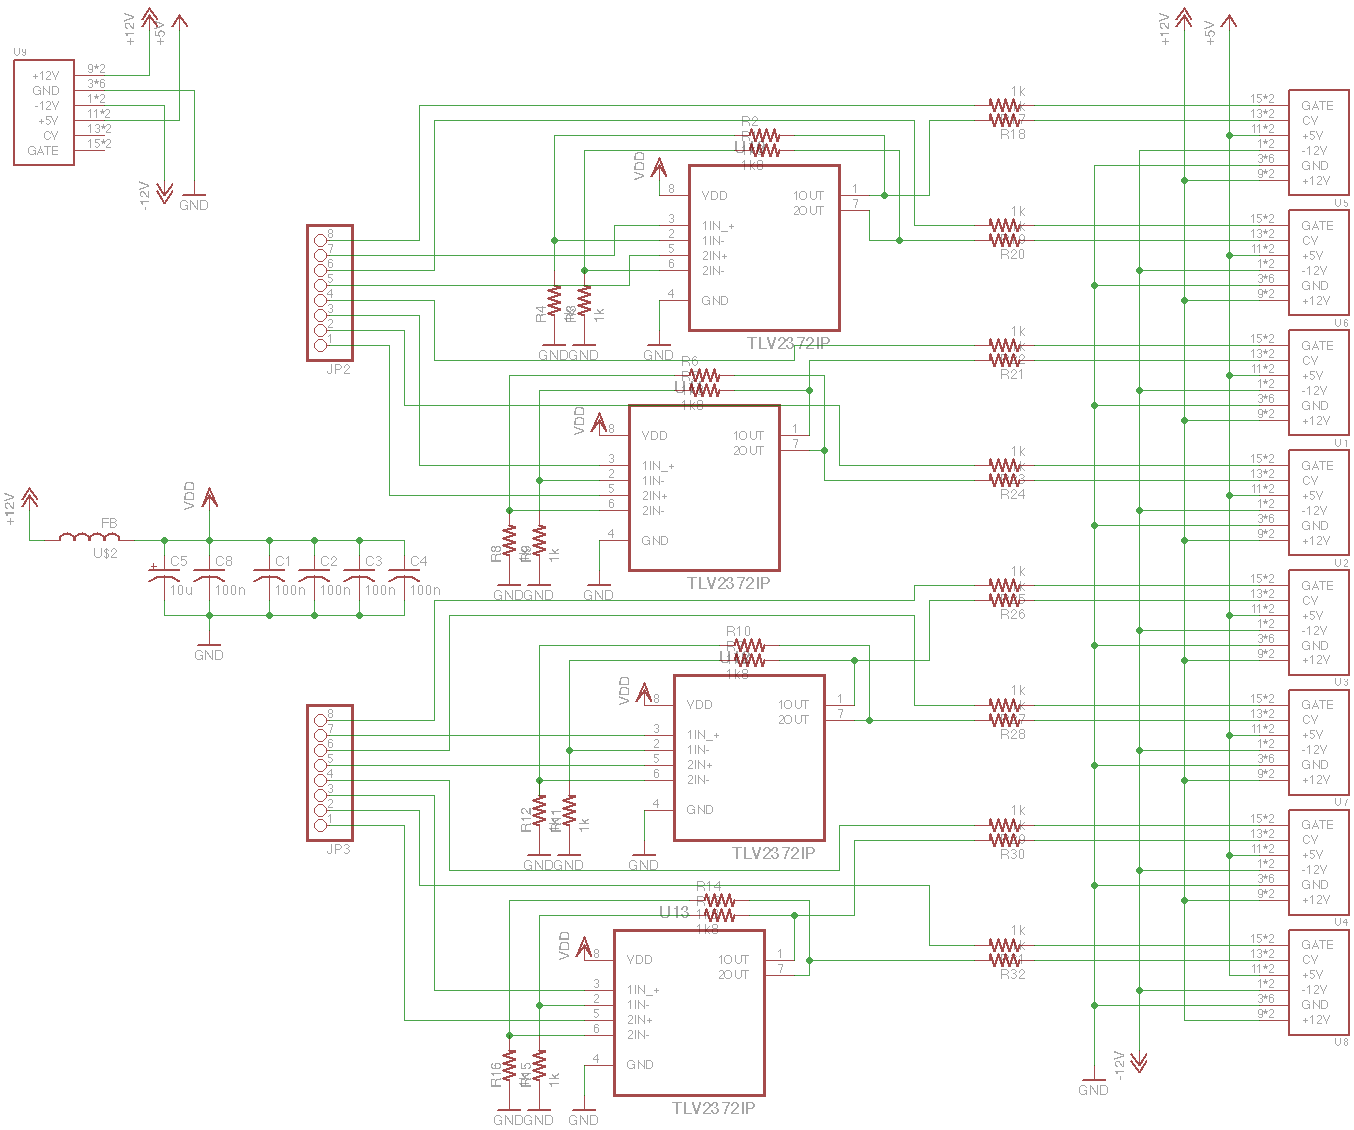 +12V
+5V
U9
+12V 9*2
GND 3*6
-12V 1*2
+5V 11*2
CV 13*2
GATE 15*2
-12V
GND
8
7
6
5
4
3
2
1
JP2
+12V
FB
U$2
VDD
C5
10u
C8
100n
C1
100n
C2
100n
C3
100n
C4
100n
GND
8
7
6
5
4
3
2
1
JP3
R2
1k8
VDD
8 VDD
3 1IN_+
2 1IN-
5 2IN+
6 2IN-
4 GND
1OUT 1
2OUT 7
R4
1k
GND
GND
GND
TLV2372IP
R6
1k8
VDD
8 VDD
3 1IN_+
2 1IN-
5 2IN+
6 2IN-
4 GND
1OUT 1
2OUT 7
R8
1k
GND
GND
GND
TLV2372IP
R10
1k8
VDD
8 VDD
3 1IN_+
2 1IN-
5 2IN+
6 2IN-
4 GND
1OUT 1
2OUT 7
R12
R11
1k
GND
GND
GND
TLV2372IP
R14
U13
1k8
VDD
8 VDD
3 1IN_+
2 1IN-
5 2IN+
6 2IN-
4 GND
1OUT 1
2OUT 7
R16
R15
1k
GND
GND
GND
TLV2372IP
1k
R18
1k
R20
1k
R21
1k
R24
1k
R26
1k
R28
1k
R30
1k
R32
+12V
+5V
15*2 GATE
13*2 CV
11*2 +5V
1*2 -12V
3*6 GND
9*2 +12V
U5
15*2 GATE
13*2 CV
11*2 +5V
1*2 -12V
3*6 GND
9*2 +12V
U6
15*2 GATE
13*2 CV
11*2 +5V
1*2 -12V
3*6 GND
9*2 +12V
U1
15*2 GATE
13*2 CV
11*2 +5V
1*2 -12V
3*6 GND
9*2 +12V
U2
15*2 GATE
13*2 CV
11*2 +5V
1*2 -12V
3*6 GND
9*2 +12V
U3
15*2 GATE
13*2 CV
11*2 +5V
1*2 -12V
3*6 GND
9*2 +12V
U7
15*2 GATE
13*2 CV
11*2 +5V
1*2 -12V
3*6 GND
9*2 +12V
U4
15*2 GATE
13*2 CV
11*2 +5V
1*2 -12V
3*6 GND
9*2 +12V
U8
GND
-12V